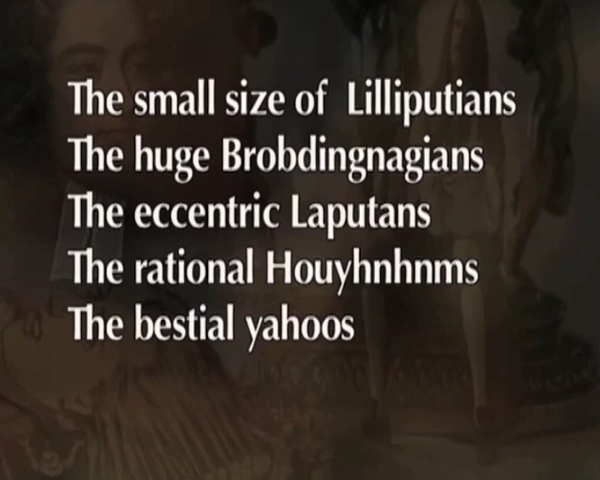 The small size of Lilliputians
The huge Brobdingnagians
The eccentric Laputans
The rational Houyhnhnms
The bestial yahoos